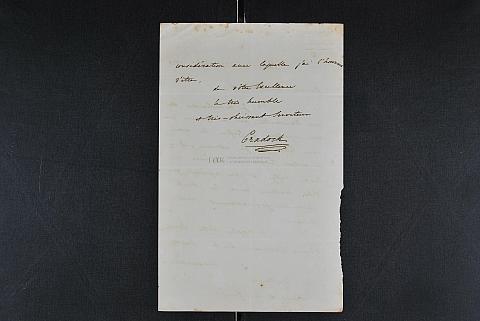 considération avec laquelle j'ai l'honneur
d'être,
de Votre Excellence
le très humble
et très-obéissant Serviteur
Cradock